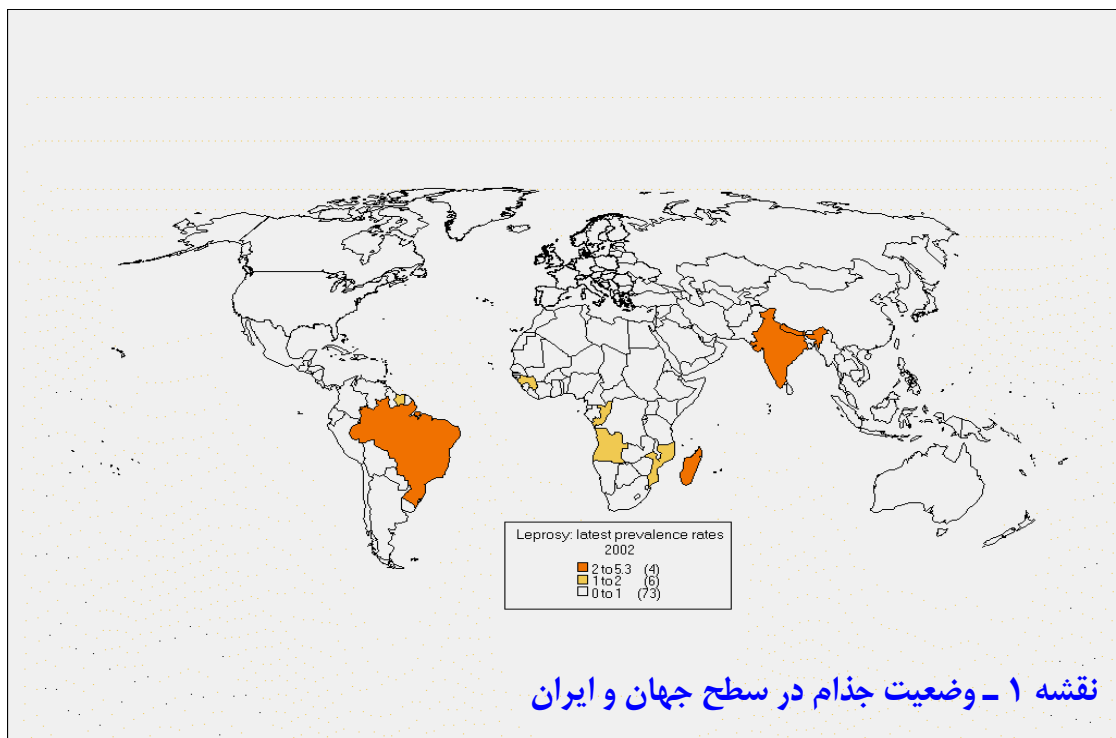 Leprosy: latest prevalence rates
2002
2 to 5.3 (4)
1 to 2 (6)
0 to 1 (73)
نقشه ۱ ـ وضعیت جذام در سطح جهان و ایران